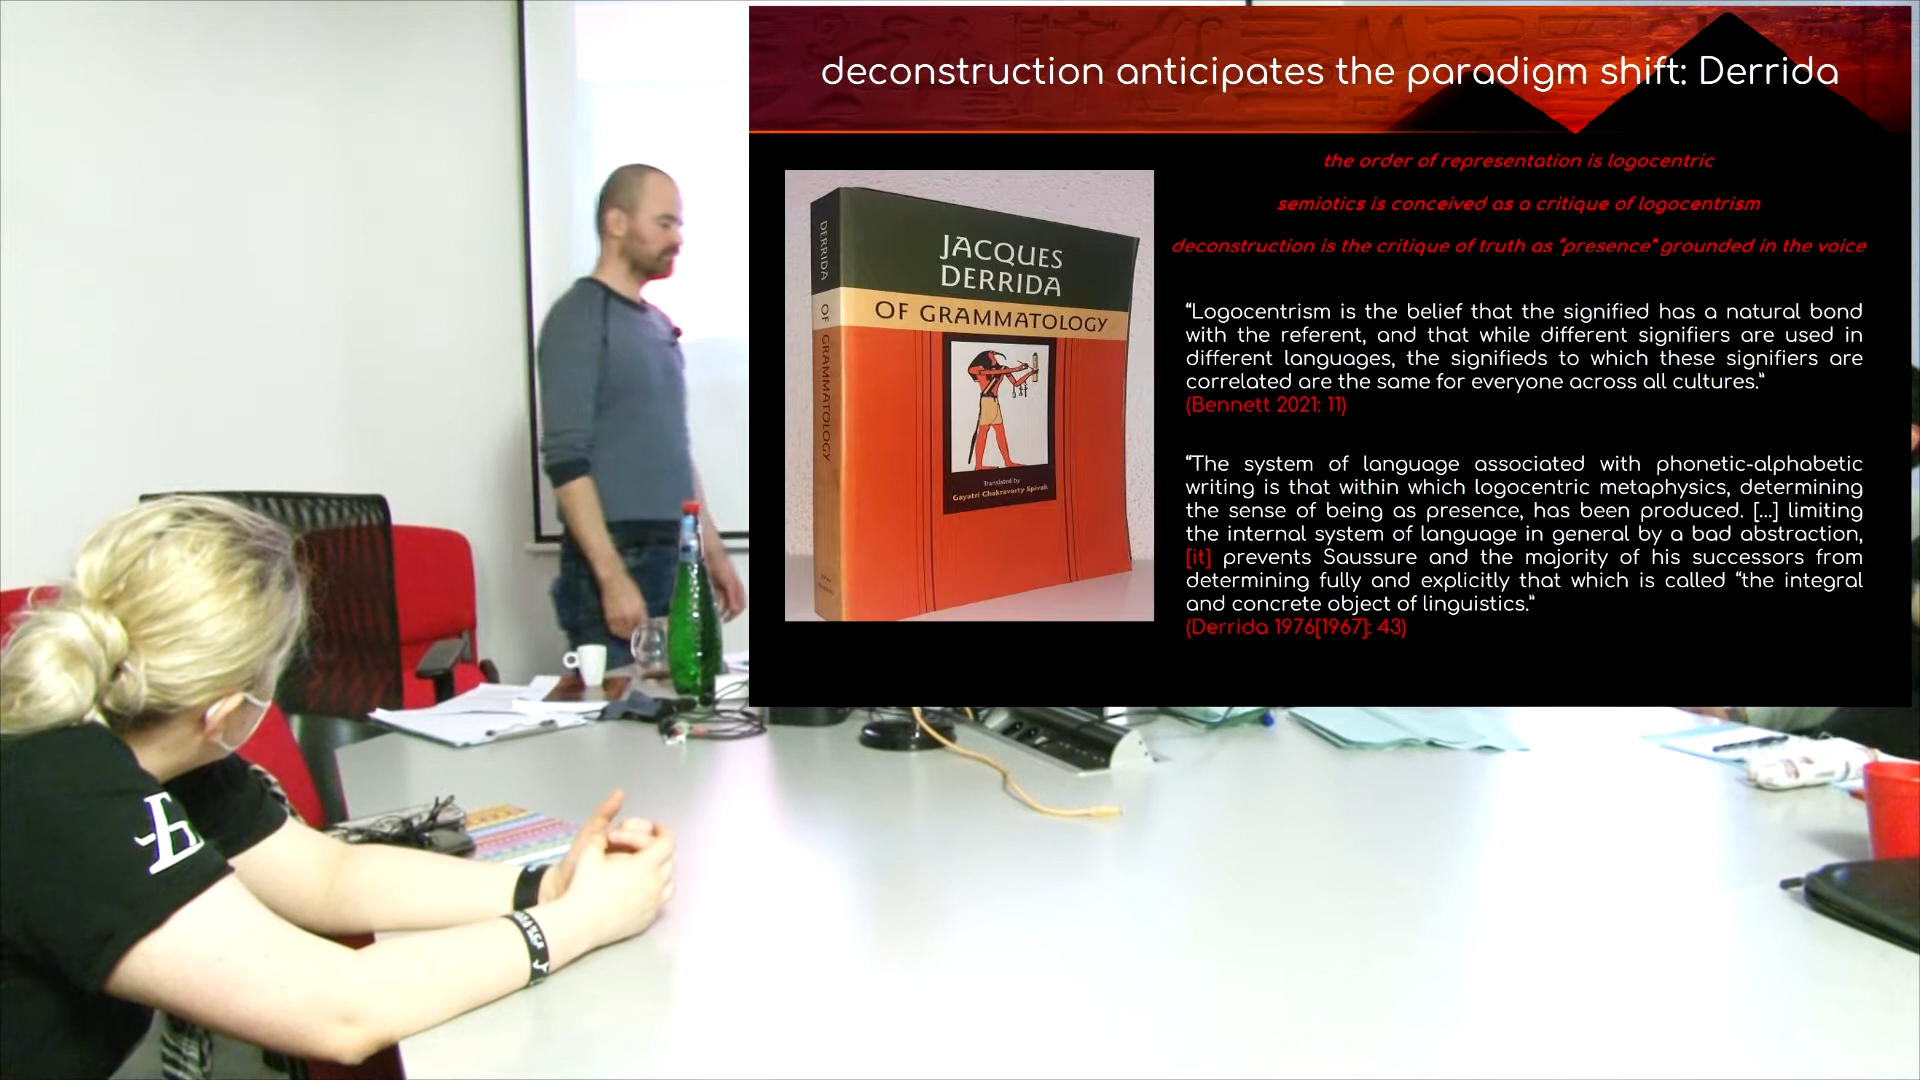 deconstruction anticipates the paradigm shift: Derrida
the order of representation is logocentric
semiotics is conceived as a critique of logocentrism
deconstruction is the critique of truth as “presence” grounded in the voice
DERRIDA OF GRAMMATOLOGY
JACQUES
DERRIDA
OF GRAMMATOLOGY
Translated by
Gayatri Chakravorty Spivak
“Logocentrism is the belief that the signified has a natural bond
with the referent, and that while different signifiers are used in
different languages, the signifieds to which these signifiers are
correlated are the same for everyone across all cultures.”
(Bennett 2021: 11)
“The system of language associated with phonetic-alphabetic
writing is that within which logocentric metaphysics, determining
the sense of being as presence, has been produced. [...] limiting
the internal system of language in general by a bad abstraction,
[it] prevents Saussure and the majority of his successors from
determining fully and explicitly that which is called “the integral
and concrete object of linguistics.”
(Derrida 1976[1967]: 43)